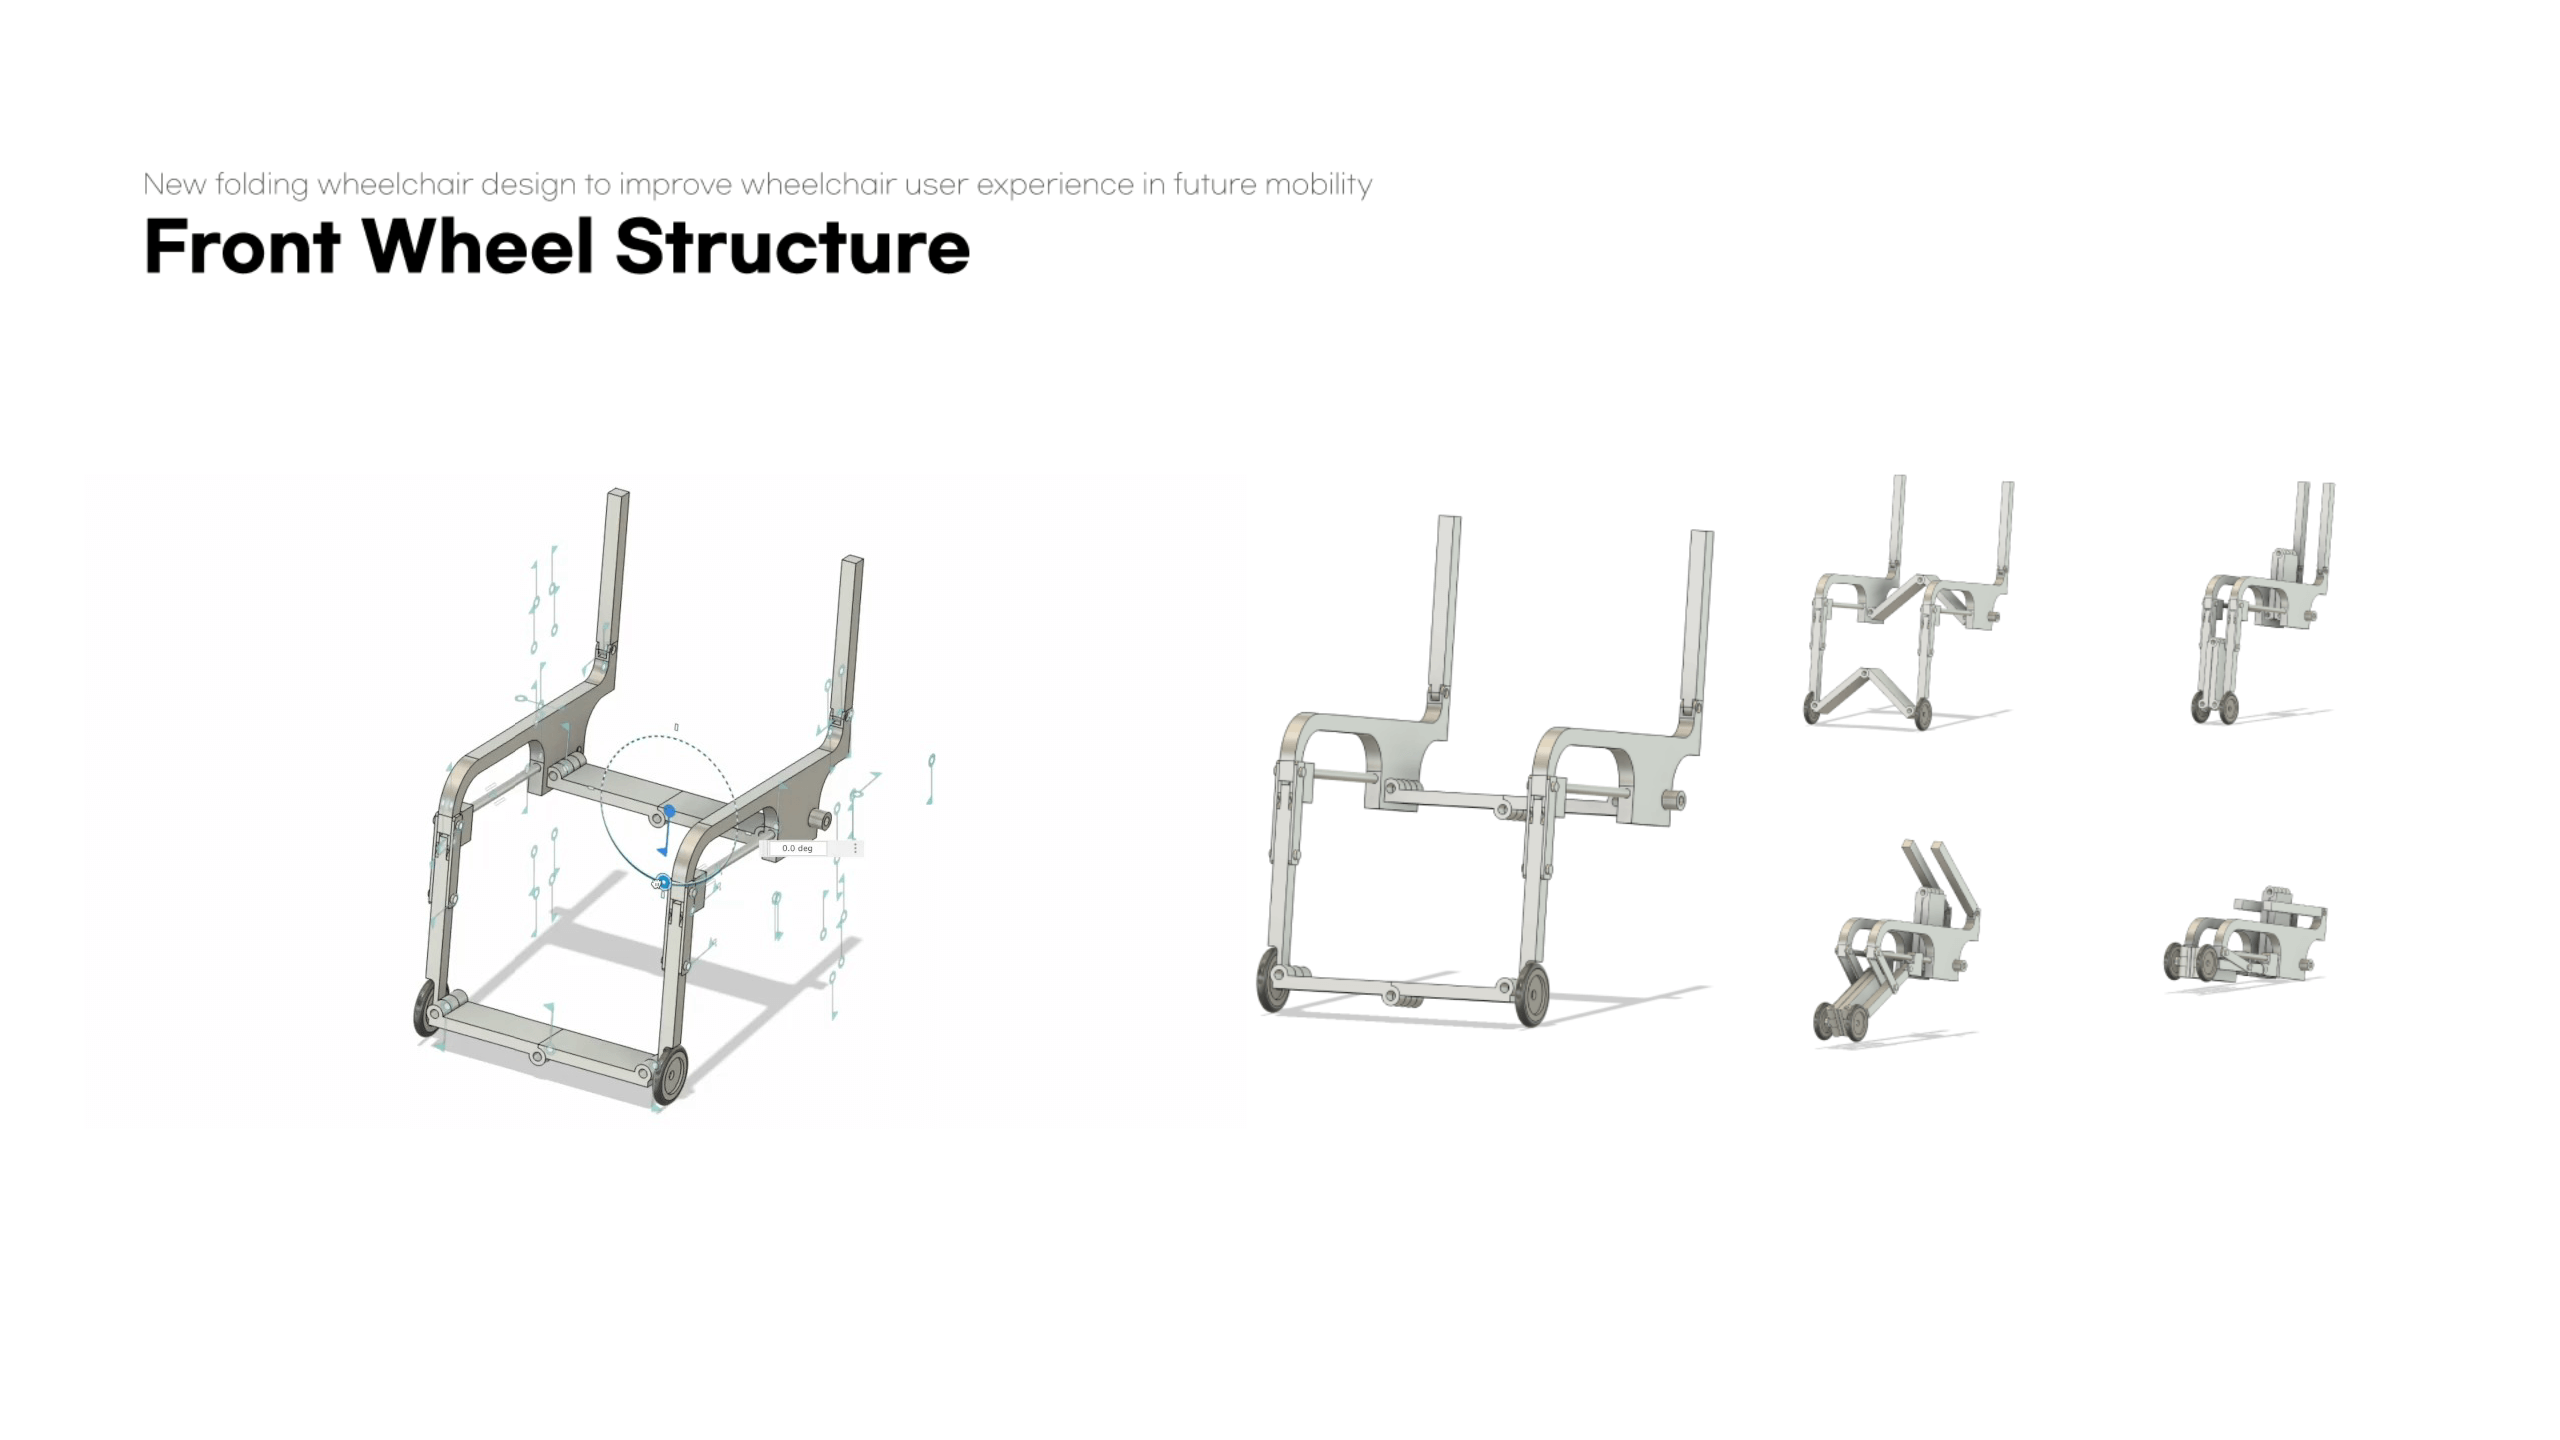 New folding wheelchair design to improve wheelchair user experience in future mobility
Front Wheel Structure
0.0 deg